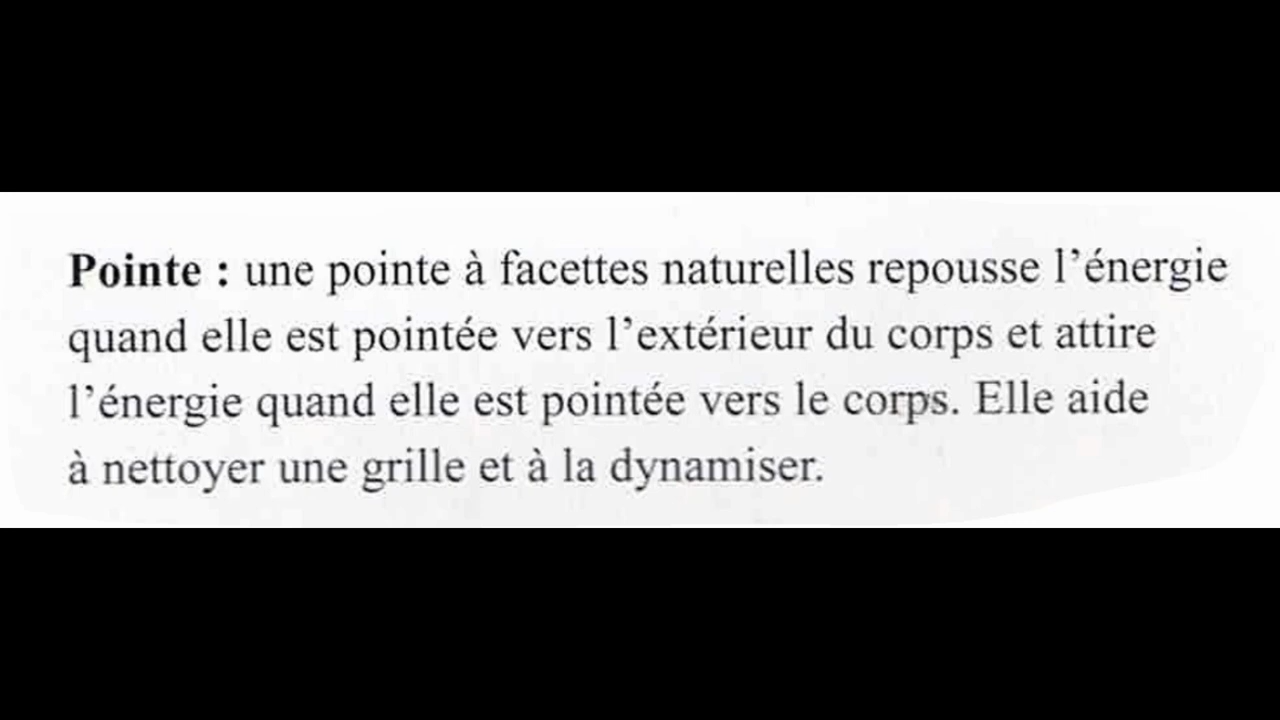 Pointe : une pointe à facettes naturelles repousse l’énergie
quand elle est pointée vers l’extérieur du corps et attire
l’énergie quand elle est pointée vers le corps. Elle aide
à nettoyer une grille et à la dynamiser.